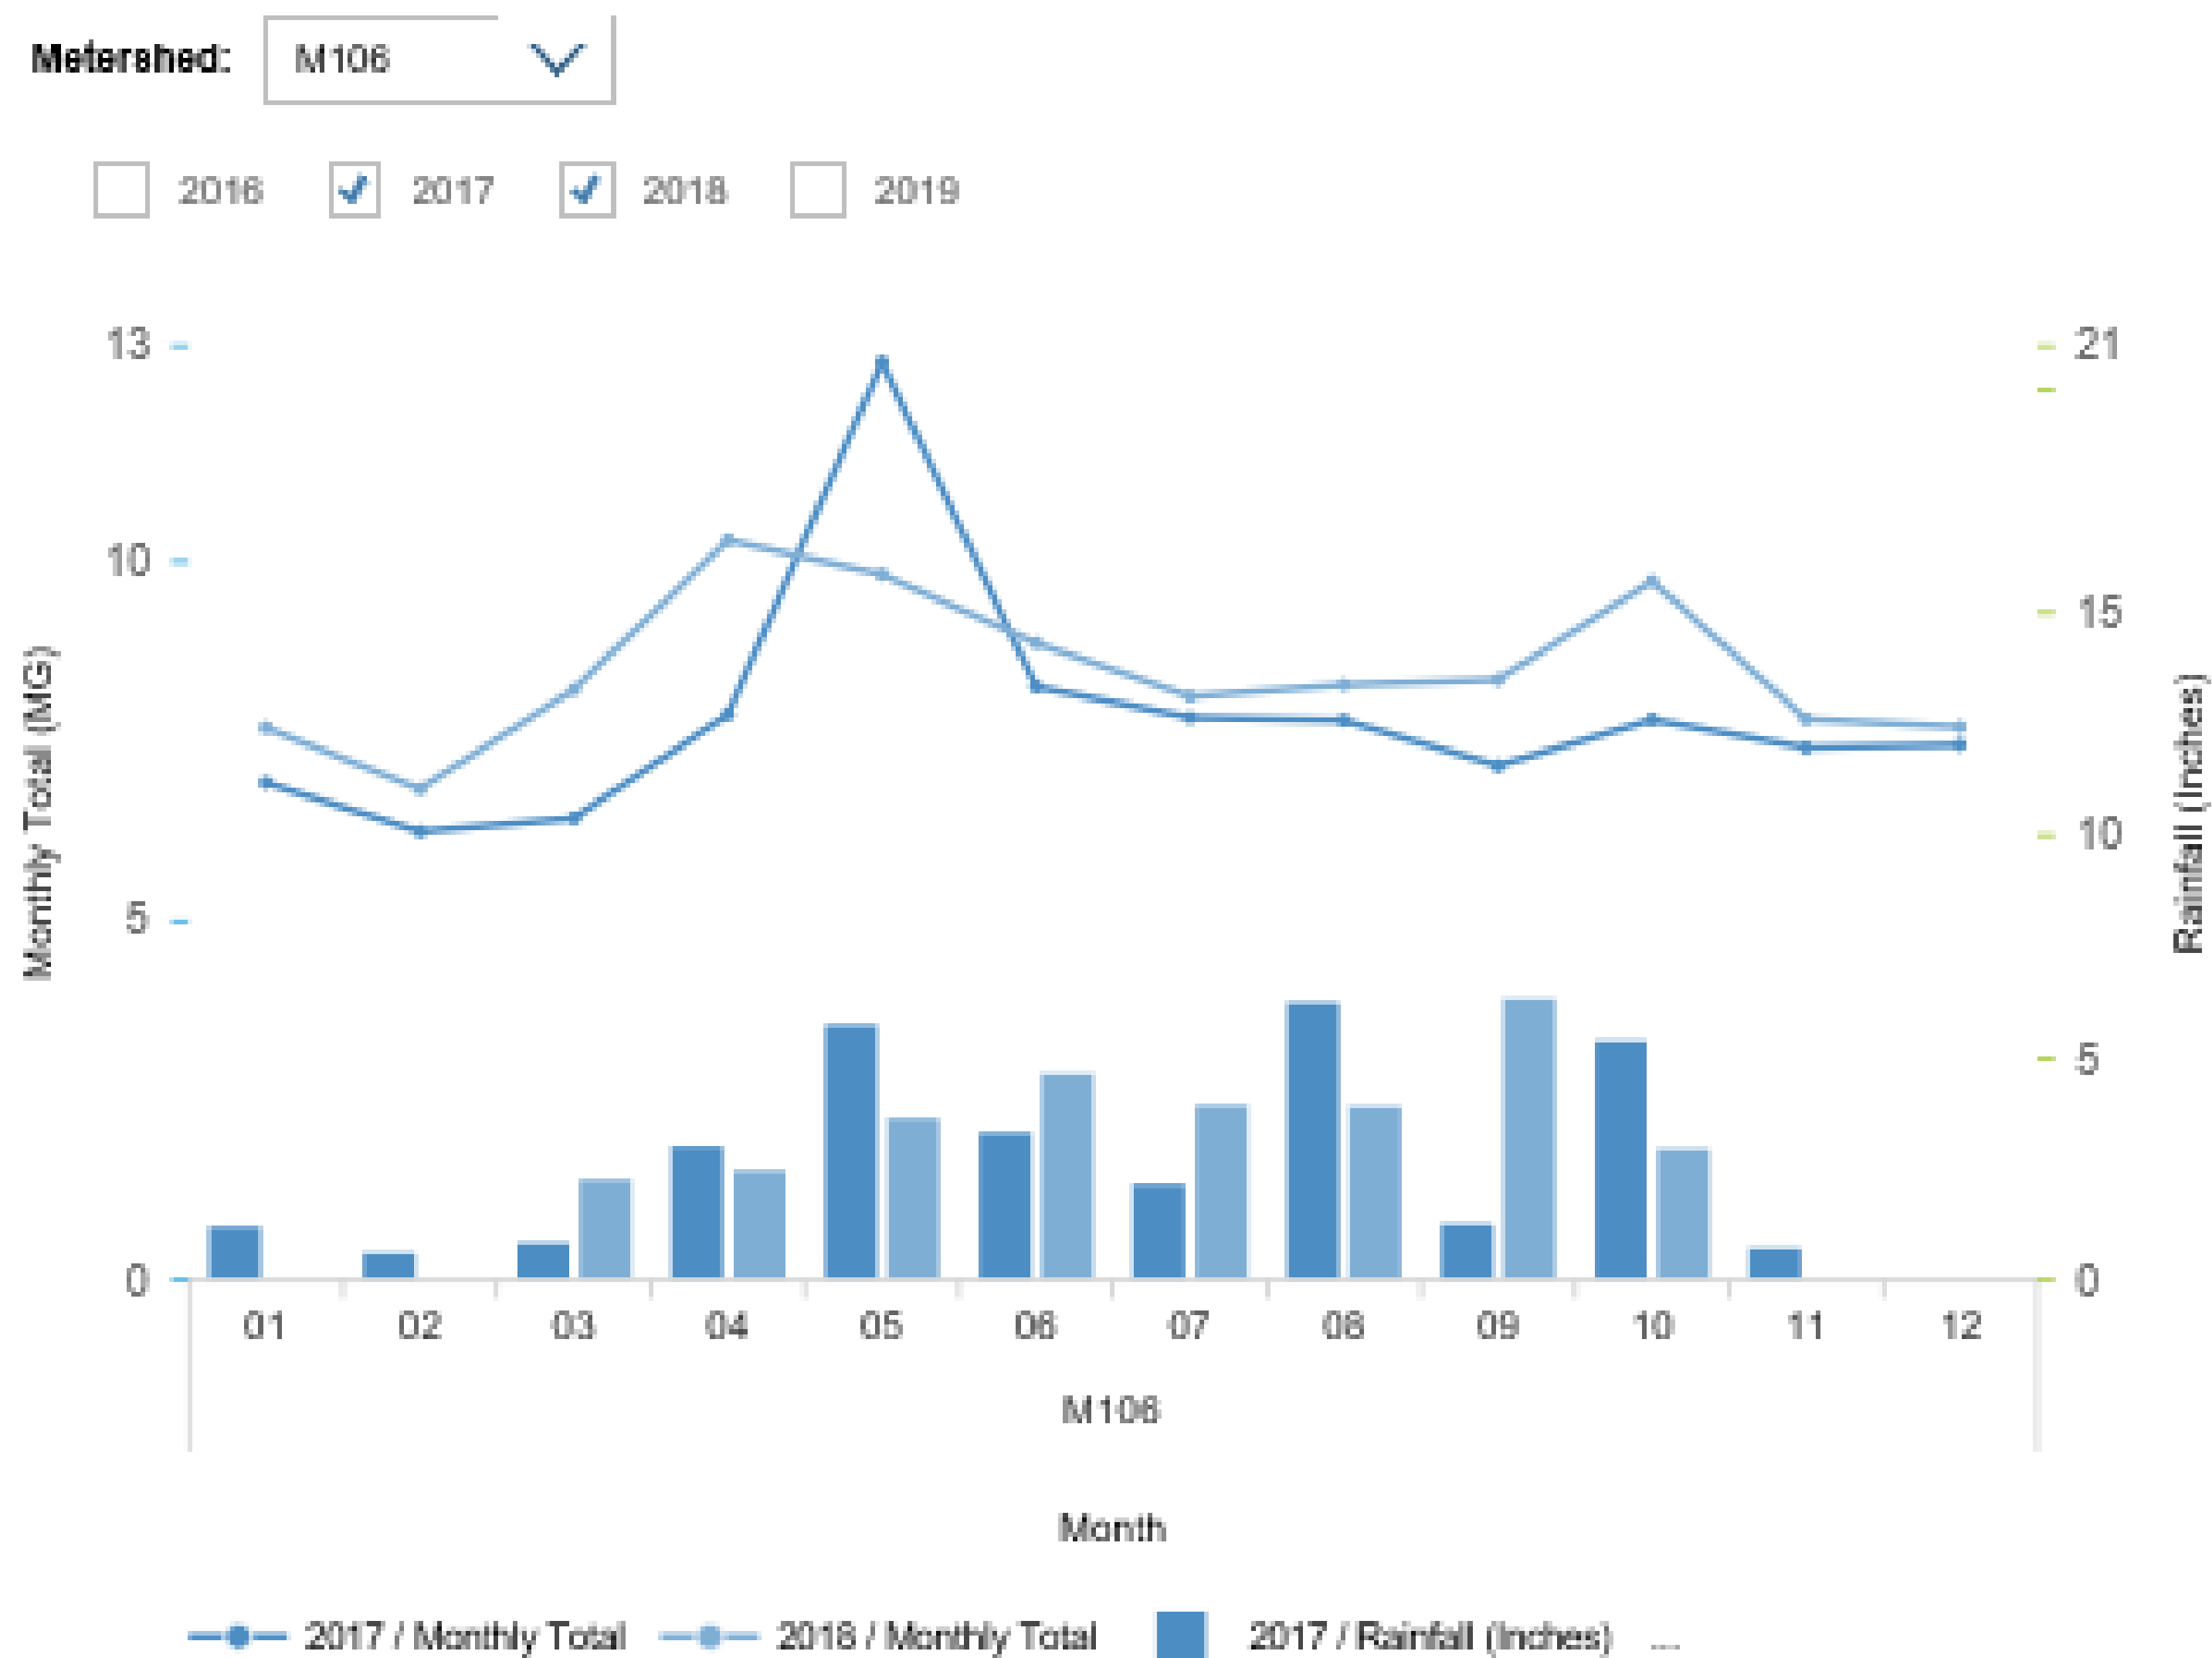 Metershed: M106
2016 2017 2018 2019
13 21
10
15
Monthly Total (MG)
Rainfall (Inches)
10
5
5
0 0
01 02 03 04 05 06 07 08 09 10 11 12
M106
Month
2017 / Monthly Total 2018 / Monthly Total 2017 / Rainfall (Inches) ...